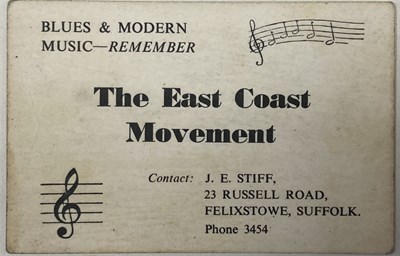 BLUES & MODERN
MUSIC—REMEMBER
The East Coast
Movement
Contact: J. E. STIFF,
23 RUSSELL ROAD,
FELIXSTOWE, SUFFOLK.
Phone 3454